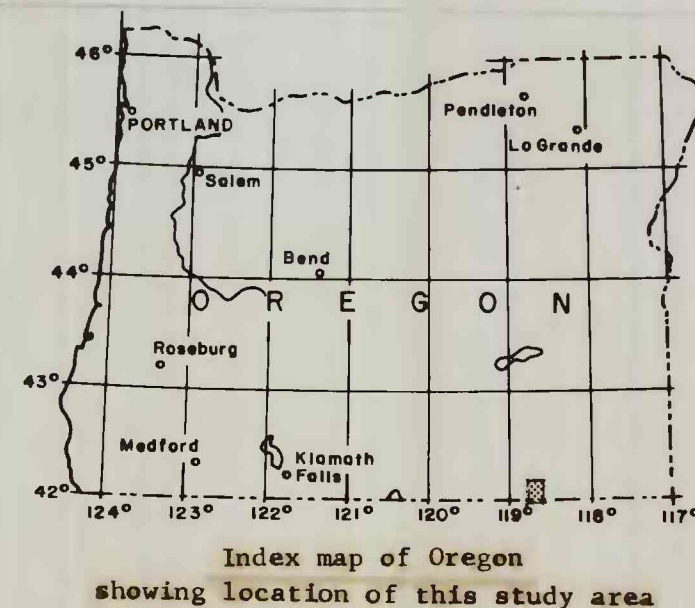 46°
PORTLAND
Pendleton
La Grande
45°
Salem
Bend
44°
OREGON
Roseburg
43°
Medford
Klamath
Falls
42°
124° 123° 122° 121° 120° 119° 118° 117°
Index map of Oregon
showing location of this study area